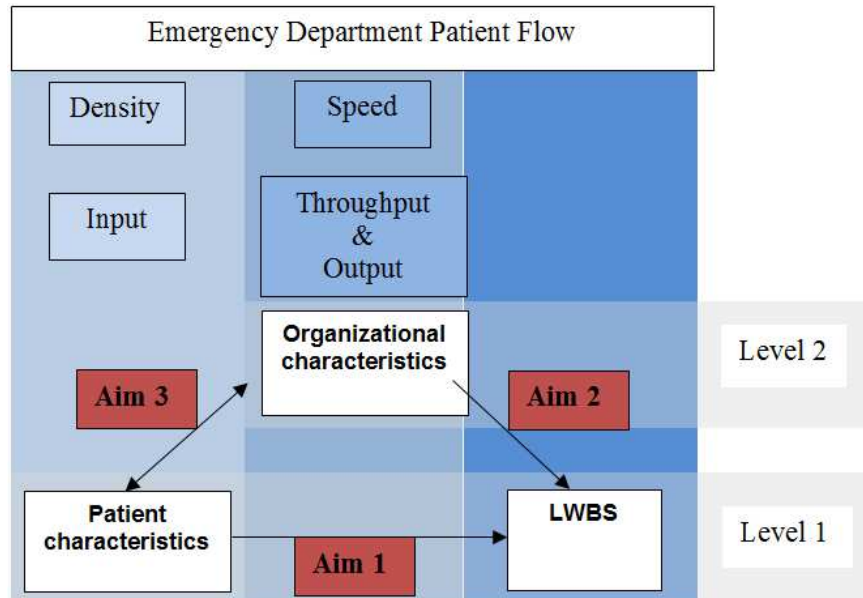 Emergency Department Patient Flow
Density
Speed
Input
Throughput
&
Output
Organizational
characteristics
Level 2
Aim 3
Aim 2
Patient
characteristics
LWBS
Level 1
Aim 1